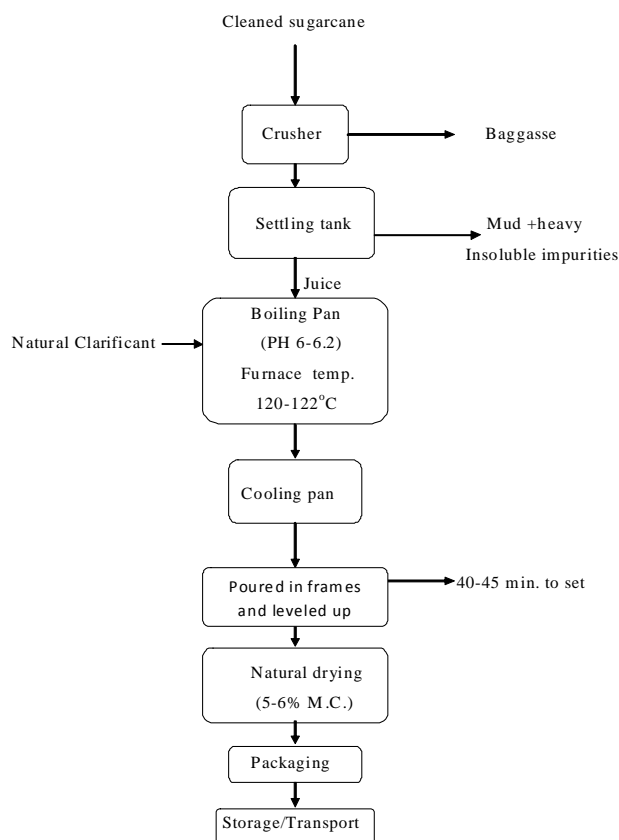 Cleaned sugarcane
Crusher
Baggasse
Settling tank
Mud +heavy
Insoluble impurities
Juice
Boiling Pan
Natural Clarificant
(PH 6-6.2)
Furnace temp.
120-122°C
Cooling pan
Poured in frames
and leveled up
40-45 min. to set
Natural drying
(5-6% M.C.)
Packaging
Storage/Transport